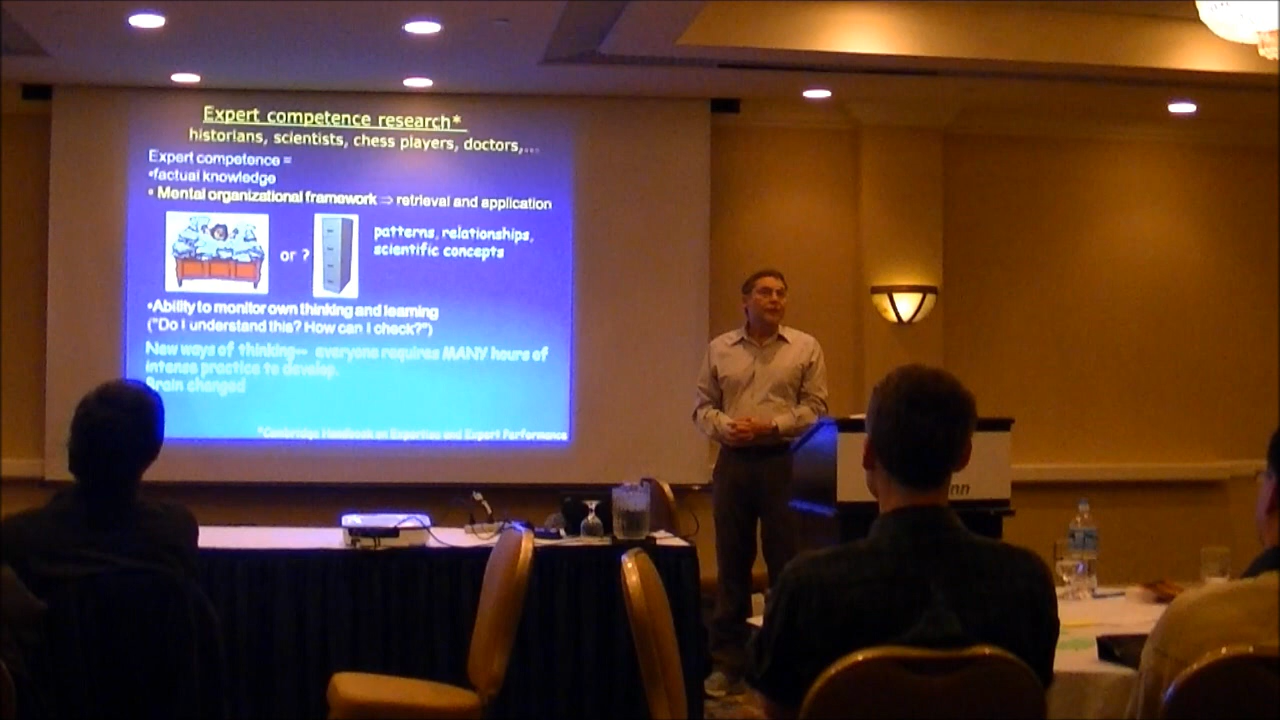 Expert competence research*
historians, scientists, chess players, doctors,...
Expert competence =
•factual knowledge
• Mental organizational framework ⇒ retrieval and application
or ?
patterns, relationships,
scientific concepts
•Ability to monitor own thinking and learning
("Do I understand this? How can I check?")
New ways of thinking-- everyone requires MANY hours of
intense practice to develop.
Brain changed
*Cambridge Handbook on Expertise and Expert Performance
nn